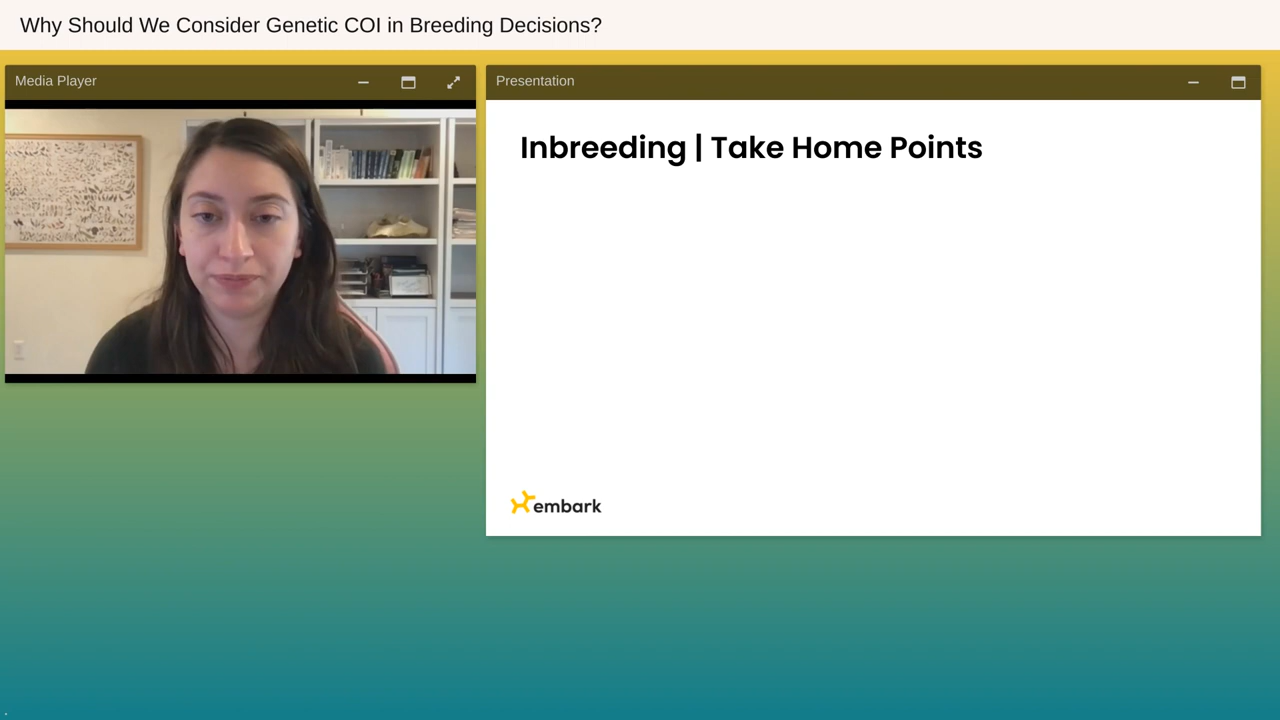 Why Should We Consider Genetic COI in Breeding Decisions?
Media Player
Presentation
Inbreeding | Take Home Points
embark